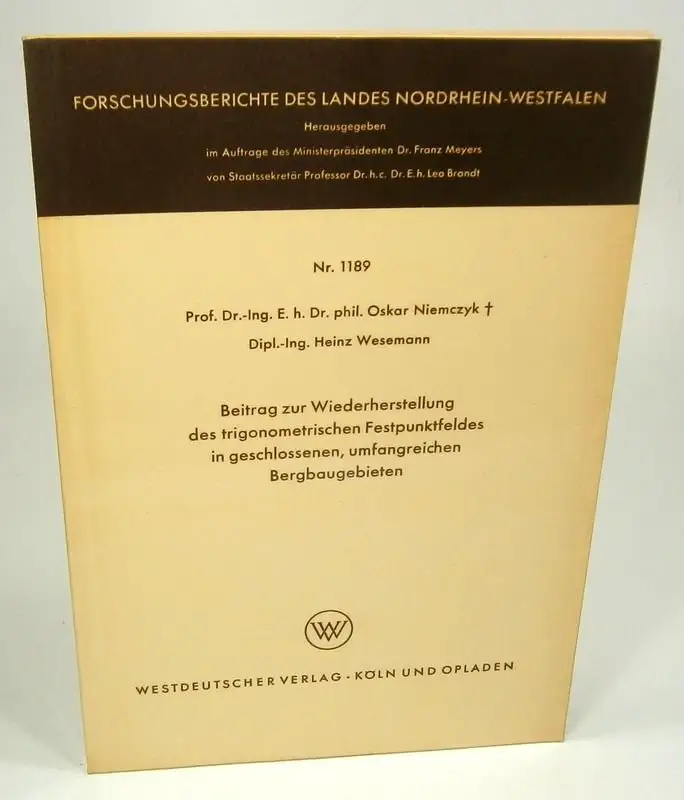 FORSCHUNGSBERICHTE DES LANDES NORDRHEIN-WESTFALEN
Herausgegeben
im Auftrage des Ministerpräsidenten Dr. Franz Meyers
von Staatssekretär Professor Dr. h. c. Dr. E. h. Leo Brandt
Nr. 1189
Prof. Dr.-Ing. E. h. Dr. phil. Oskar Niemczyk †
Dipl.-Ing. Heinz Wesemann
Beitrag zur Wiederherstellung
des trigonometrischen Festpunktfeldes
in geschlossenen, umfangreichen
Bergbaugebieten
WV
WESTDEUTSCHER VERLAG · KÖLN UND OPLADEN